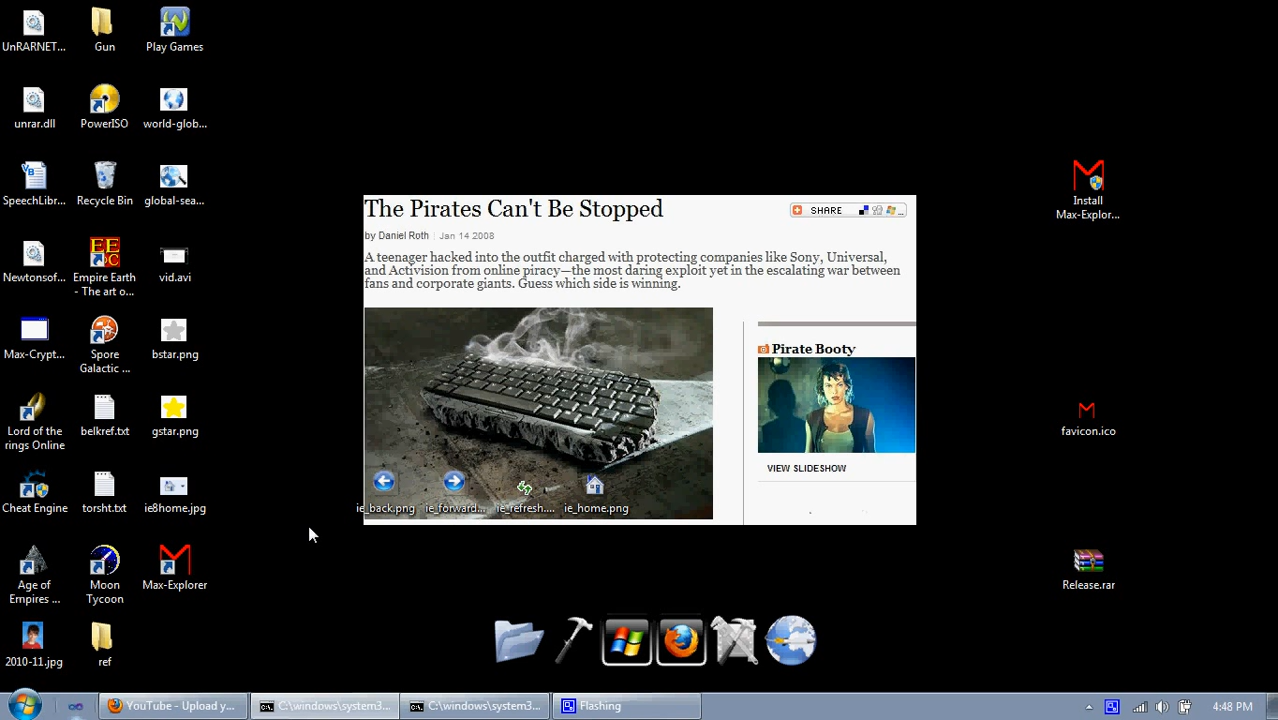 UnRARNET...
Gun
Play Games
unrar.dll
PowerISO
world-glob...
SpeechLibr...
Recycle Bin
global-sea...
Newtonsof...
Empire Earth
- The art o...
vid.avi
Max-Crypt...
Spore
Galactic ...
bstar.png
Lord of the
rings Online
belkref.txt
gstar.png
Cheat Engine
torsht.txt
ie8home.jpg
Age of
Empires ...
Moon
Tycoon
Max-Explorer
2010-11.jpg
ref
The Pirates Can't Be Stopped
SHARE
by Daniel Roth | Jan 14 2008
A teenager hacked into the outfit charged with protecting companies like Sony, Universal,
and Activision from online piracy—the most daring exploit yet in the escalating war between
fans and corporate giants. Guess which side is winning.
Pirate Booty
VIEW SLIDESHOW
ie_back.png
ie_forward...
ie_refresh....
ie_home.png
Install
Max-Explor...
favicon.ico
Release.rar
YouTube - Upload y...
C:\windows\system3...
C:\windows\system3...
Flashing
4:48 PM